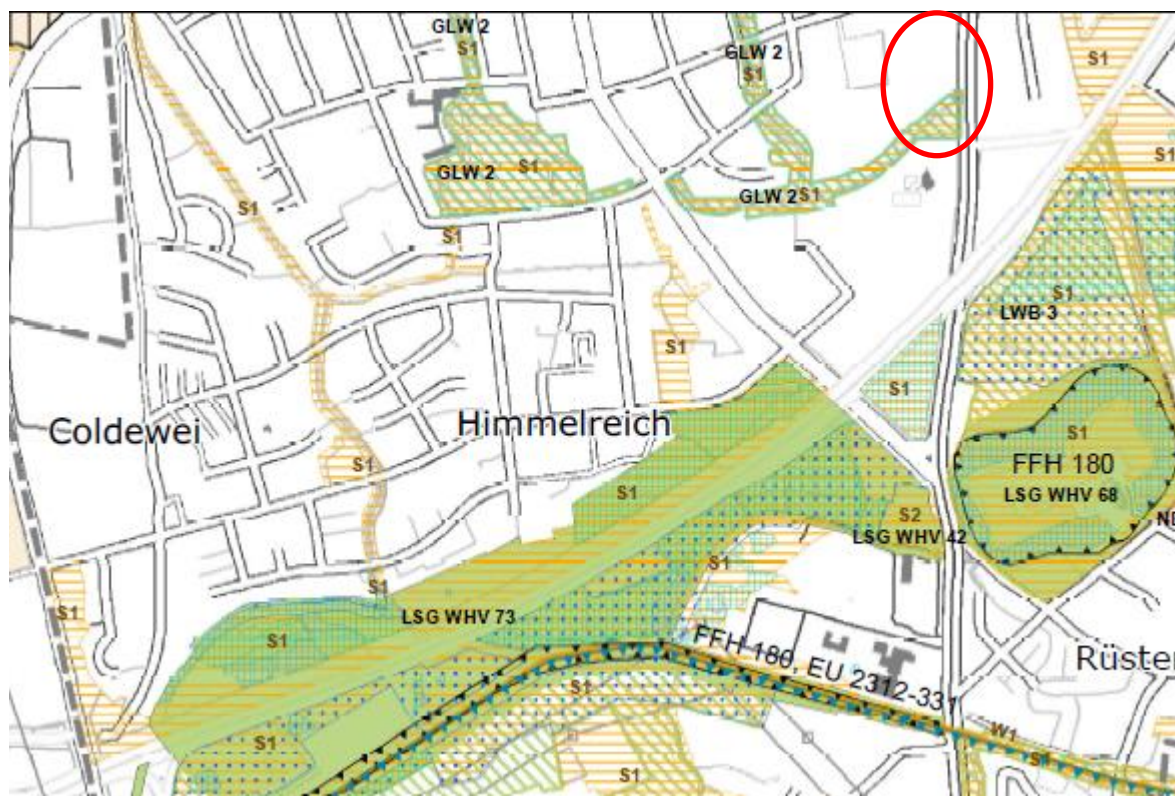 GLW 2
S1
GLW 2
S1
S1
S1
GLW 2
S1
GLW 2
S1
S1
S1
S1
LWB 3
S1
S1
Coldewei
Himmelreich
S1
S1
FFH 180
LSG WHV 68
S1
S2
LSG WHV 42
S1
S1
LSG WHV 73
S1
S1
FFH 180, EU 2312-331
Rüster
S1
S1
W1
S1
S1